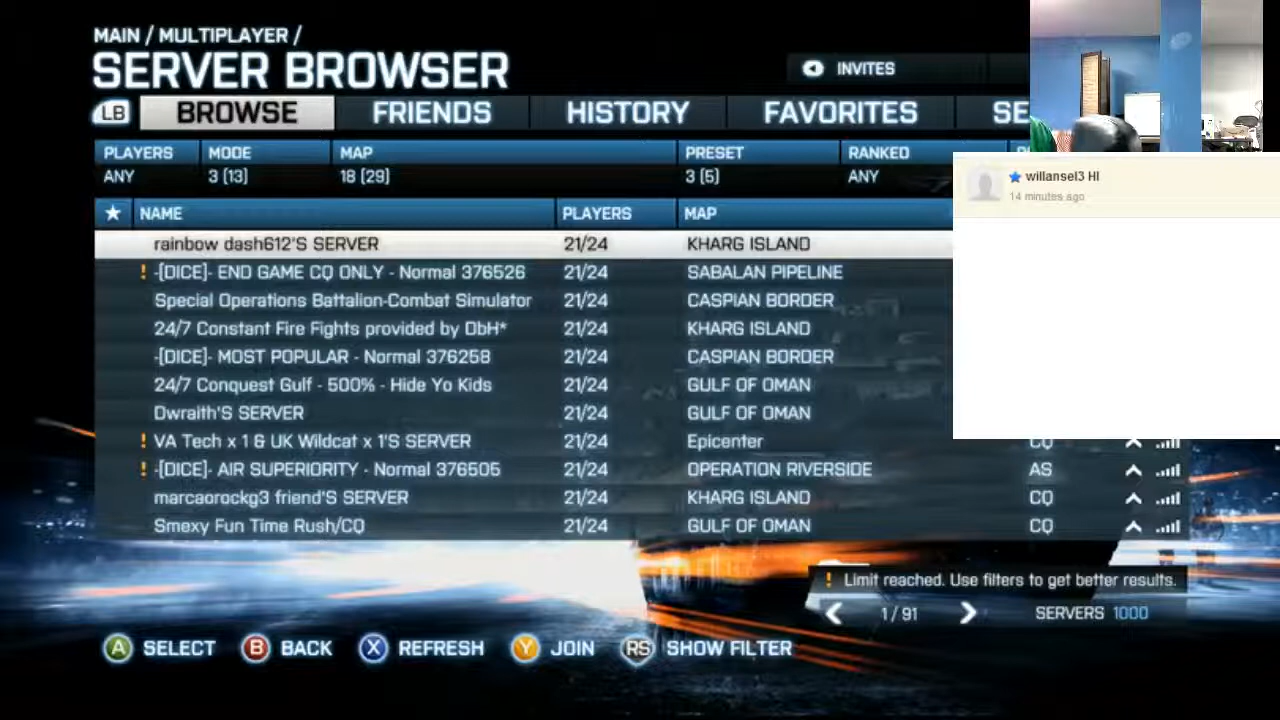 MAIN / MULTIPLAYER /
SERVER BROWSER
INVITES
LB BROWSE FRIENDS HISTORY FAVORITES SE
PLAYERS MODE MAP PRESET RANKED
ANY 3 (13) 18 (29) 3 (5) ANY
willansel3 HI
14 minutes ago
NAME PLAYERS MAP
rainbow dash612'S SERVER 21/24 KHARG ISLAND
! -[DICE]- END GAME CQ ONLY - Normal 376526 21/24 SABALAN PIPELINE
Special Operations Battalion-Combat Simulator 21/24 CASPIAN BORDER
24/7 Constant Fire Fights provided by DbH* 21/24 KHARG ISLAND
-[DICE]- MOST POPULAR - Normal 376258 21/24 CASPIAN BORDER
24/7 Conquest Gulf - 500% - Hide Yo Kids 21/24 GULF OF OMAN
Dwraith'S SERVER 21/24 GULF OF OMAN
! VA Tech x 1 & UK Wildcat x 1'S SERVER 21/24 Epicenter CQ
! -[DICE]- AIR SUPERIORITY - Normal 376505 21/24 OPERATION RIVERSIDE AS
marcaorockg3 friend'S SERVER 21/24 KHARG ISLAND CQ
Smexy Fun Time Rush/CQ 21/24 GULF OF OMAN CQ
! Limit reached. Use filters to get better results.
1 / 91 SERVERS 1000
A SELECT B BACK X REFRESH Y JOIN RS SHOW FILTER